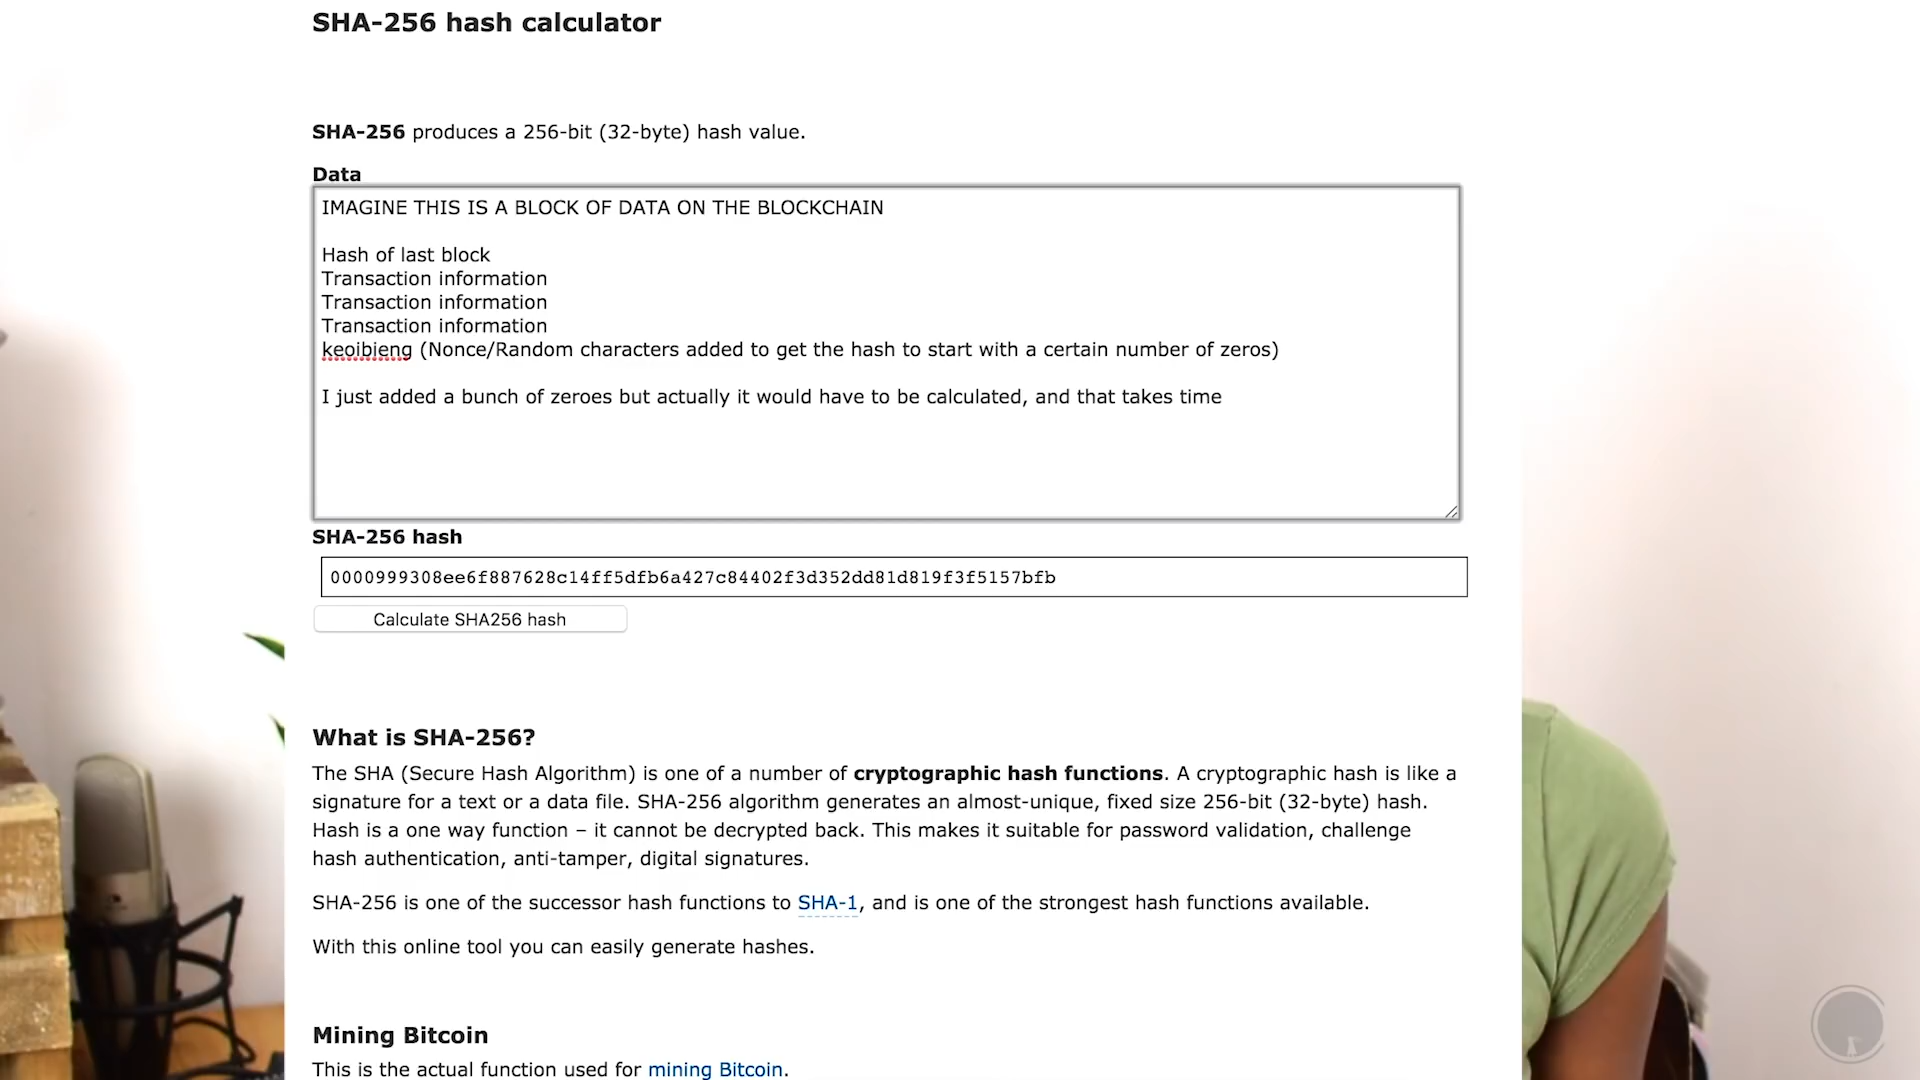 SHA-256 hash calculator
SHA-256 produces a 256-bit (32-byte) hash value.
Data
IMAGINE THIS IS A BLOCK OF DATA ON THE BLOCKCHAIN
Hash of last block
Transaction information
Transaction information
Transaction information
keoibieng (Nonce/Random characters added to get the hash to start with a certain number of zeros)
I just added a bunch of zeroes but actually it would have to be calculated, and that takes time
SHA-256 hash
0000999308ee6f887628c14ff5dfb6a427c84402f3d352dd81d819f3f5157bfb
Calculate SHA256 hash
What is SHA-256?
The SHA (Secure Hash Algorithm) is one of a number of cryptographic hash functions. A cryptographic hash is like a
signature for a text or a data file. SHA-256 algorithm generates an almost-unique, fixed size 256-bit (32-byte) hash.
Hash is a one way function – it cannot be decrypted back. This makes it suitable for password validation, challenge
hash authentication, anti-tamper, digital signatures.
SHA-256 is one of the successor hash functions to SHA-1, and is one of the strongest hash functions available.
With this online tool you can easily generate hashes.
Mining Bitcoin
This is the actual function used for mining Bitcoin.